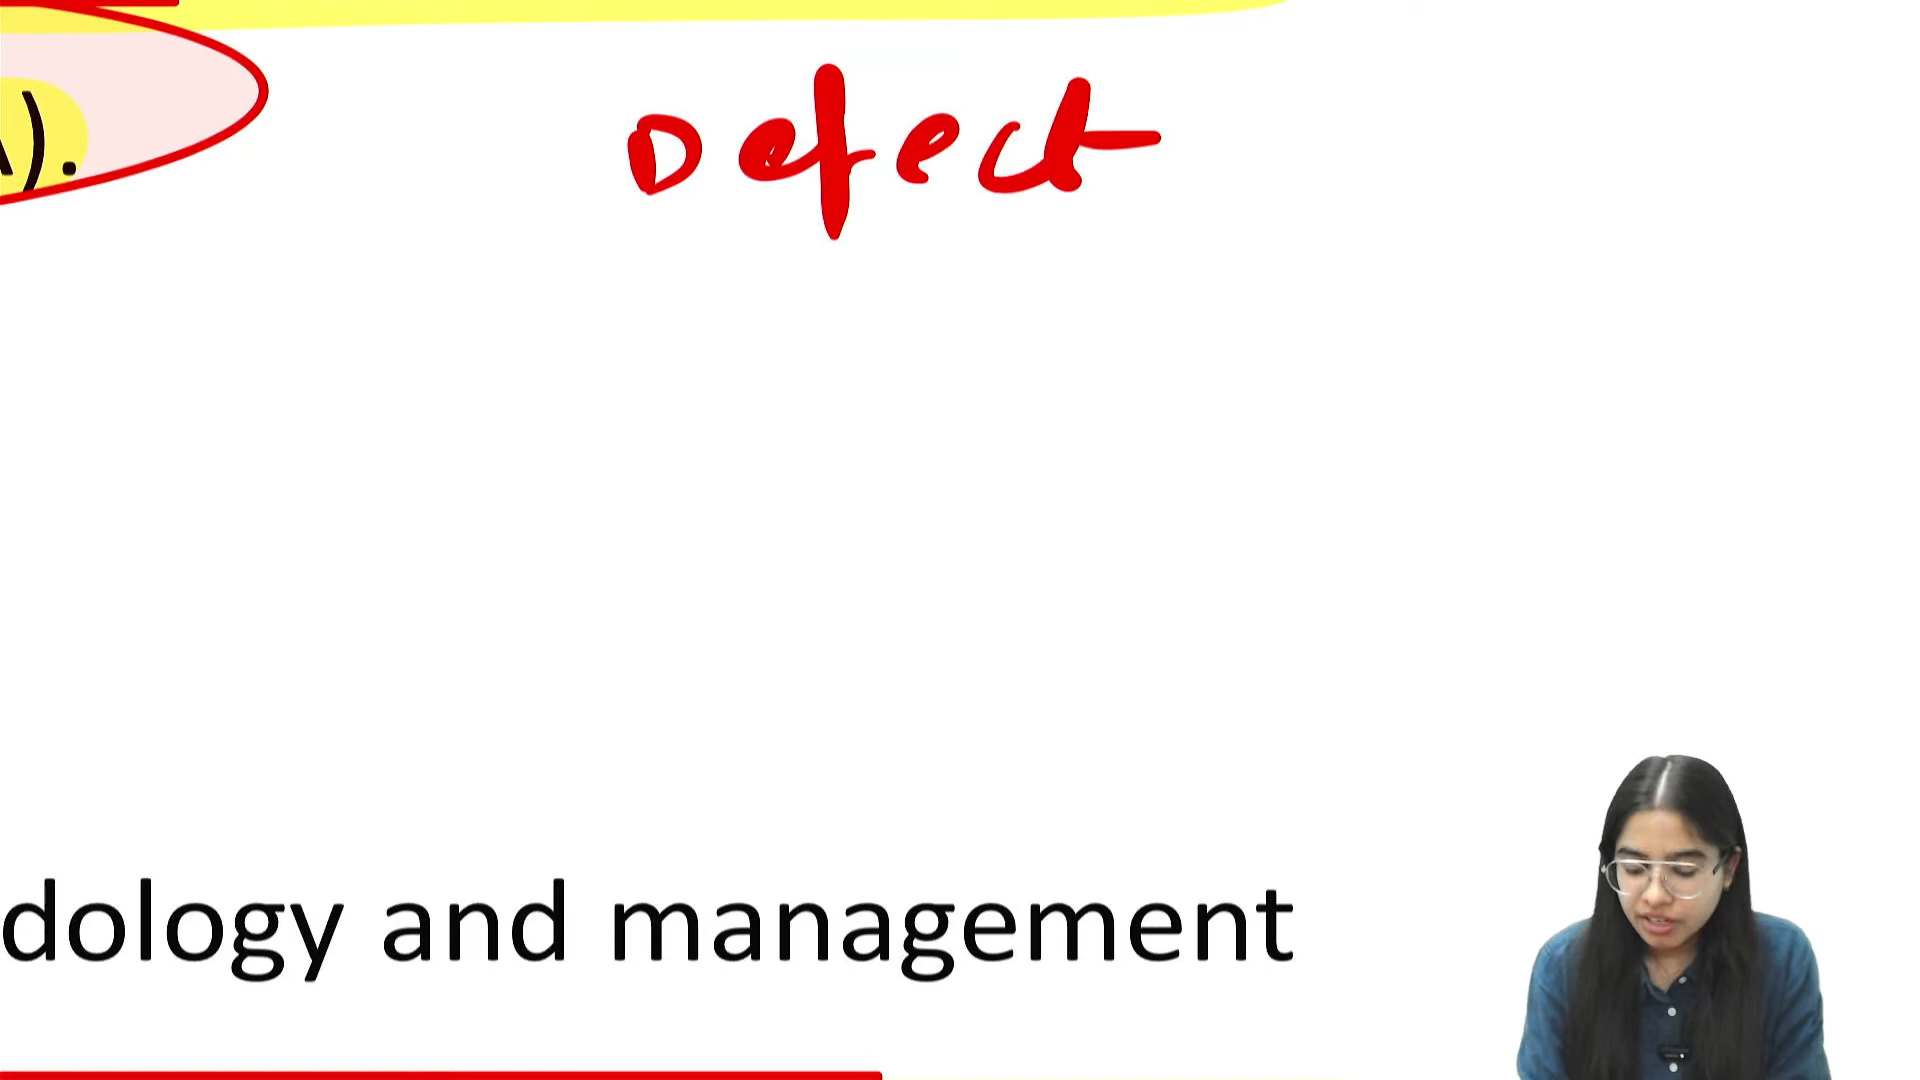 ).
Defect
dology and management